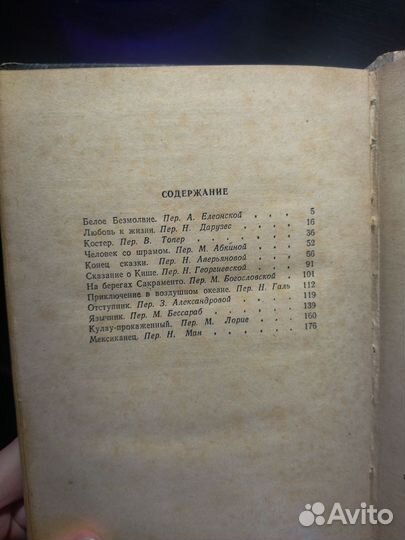 СОДЕРЖАНИЕ
Белое Безмолвие. Пер. А. Елеонской . . . 5
Любовь к жизни. Пер. Н. Дарузес . . . . 16
Костер. Пер. В. Топер . . . . . . . 36
Человек со шрамом. Пер. М. Абкиной . . . 52
Конец сказки. Пер. Н. Аверьяновой . . . . 66
Сказание о Кише. Пер. Н. Георгиевской . . . 91
На берегах Сакраменто. Пер. М. Богословской . 101
Приключение в воздушном океане. Пер. Н. Галь 112
Отступник. Пер. З. Александровой . . . . 119
Язычник. Пер. М. Бессараб . . . . . . 139
Кулау-прокаженный. Пер. М. Лорие . . . . 160
Мексиканец. Пер. Н. Ман . . . . . . 176
Avito